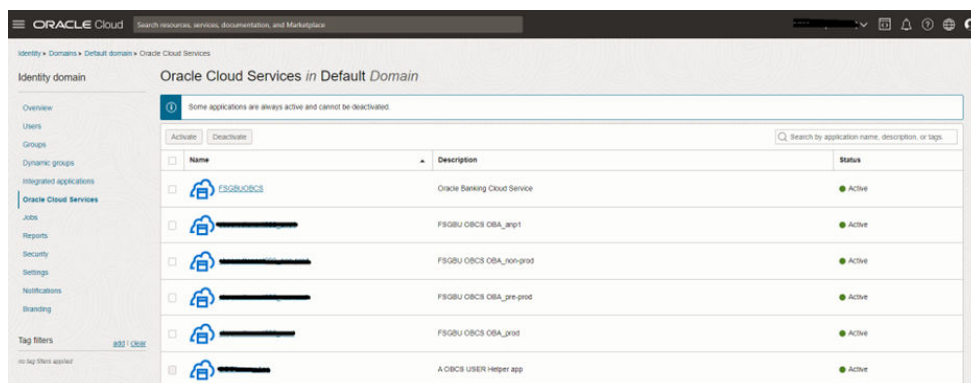 ORACLE Cloud
Search resources, services, documentation, and Marketplace
Identity » Domains » Default domain » Oracle Cloud Services
Identity domain
Overview
Users
Groups
Dynamic groups
Integrated applications
Oracle Cloud Services
Jobs
Reports
Security
Settings
Notifications
Branding
Tag filters add | clear
no tag filters applied
Oracle Cloud Services in Default Domain
Some applications are always active and cannot be deactivated.
Activate Deactivate Search by application name, description, or tags.
Name Description Status
FSGBUOBCS Oracle Banking Cloud Service Active
FSGBU OBCS OBA_anp1 Active
FSGBU OBCS OBA_non-prod Active
FSGBU OBCS OBA_pre-prod Active
FSGBU OBCS OBA_prod Active
A OBCS USER Helper app Active